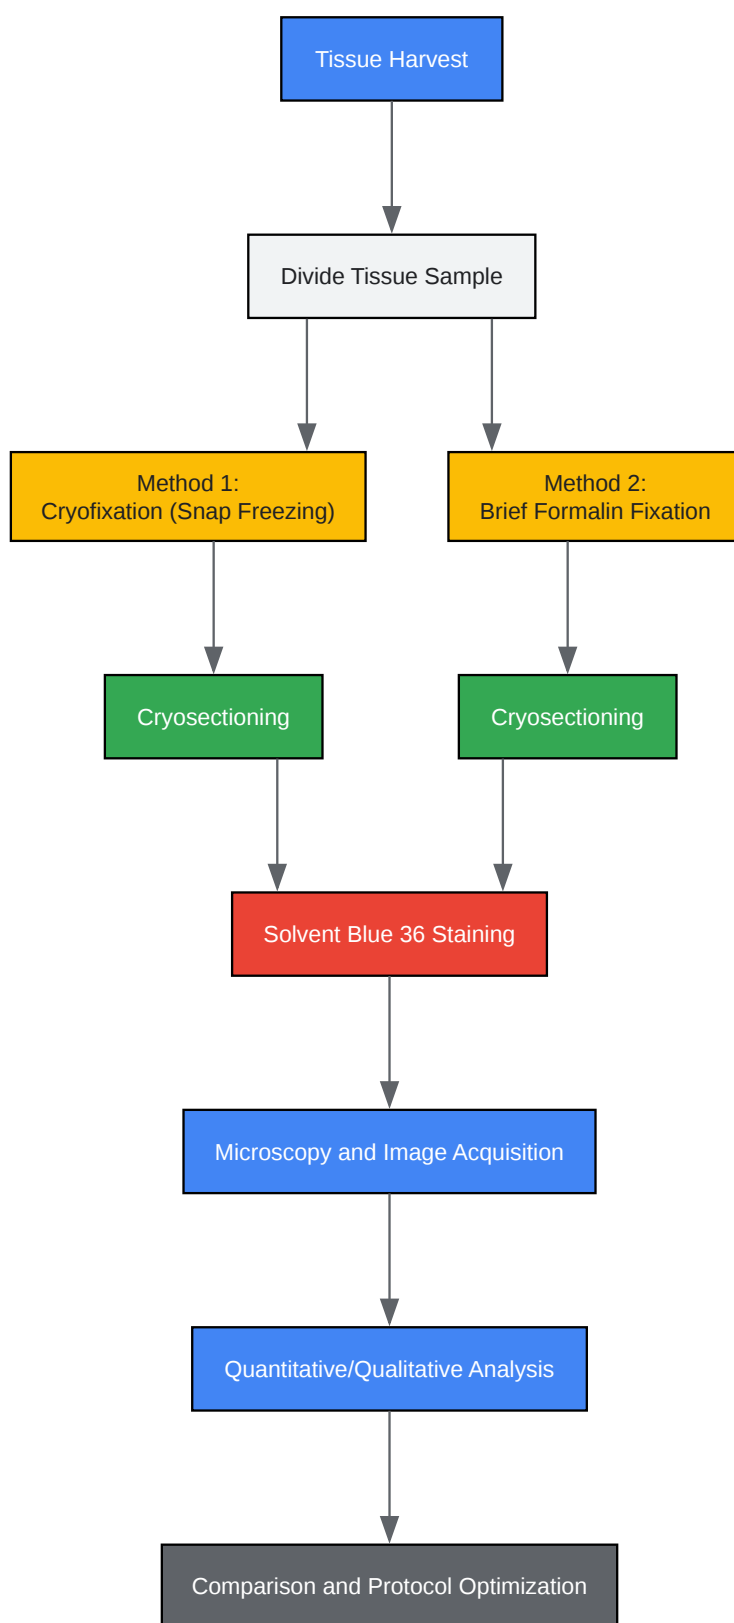 Tissue Harvest
Divide Tissue Sample
Method 1:
Cryofixation (Snap Freezing)
Method 2:
Brief Formalin Fixation
Cryosectioning
Cryosectioning
Solvent Blue 36 Staining
Microscopy and Image Acquisition
Quantitative/Qualitative Analysis
Comparison and Protocol Optimization